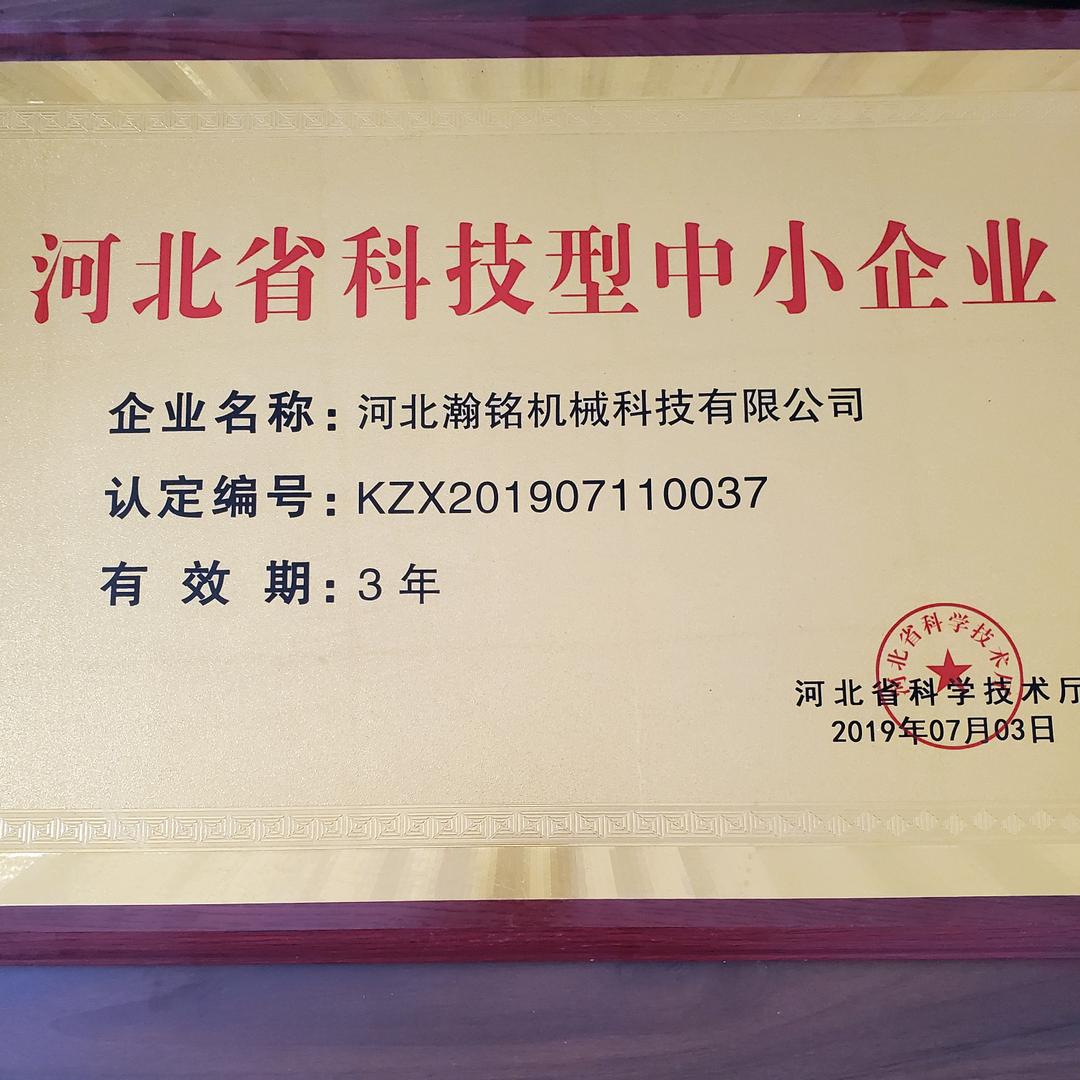 河北省科技型中小企业
企业名称：河北瀚铭机械科技有限公司
认定编号：KZX201907110037
有效期：3年
河北省科学技术厅
河北省科学技术厅
2019年07月03日